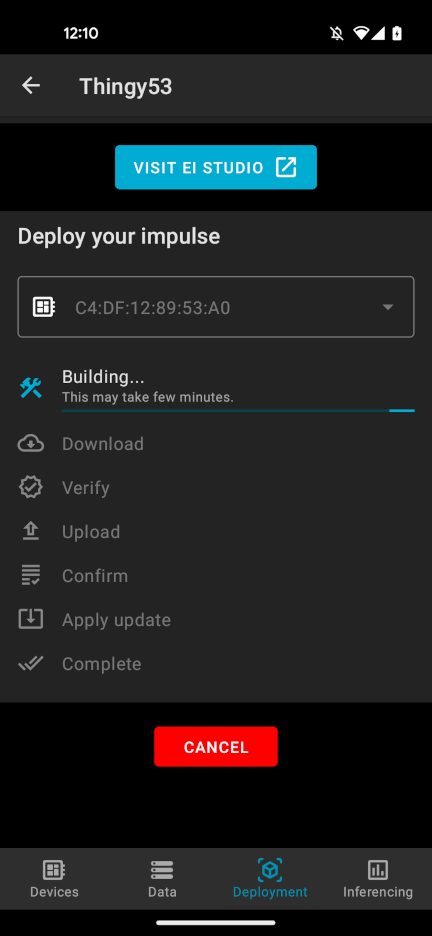 12:10
Thingy53
VISIT EI STUDIO
Deploy your impulse
C4:DF:12:89:53:A0
Building...
This may take few minutes.
Download
Verify
Upload
Confirm
Apply update
Complete
CANCEL
Devices
Data
Deployment
Inferencing